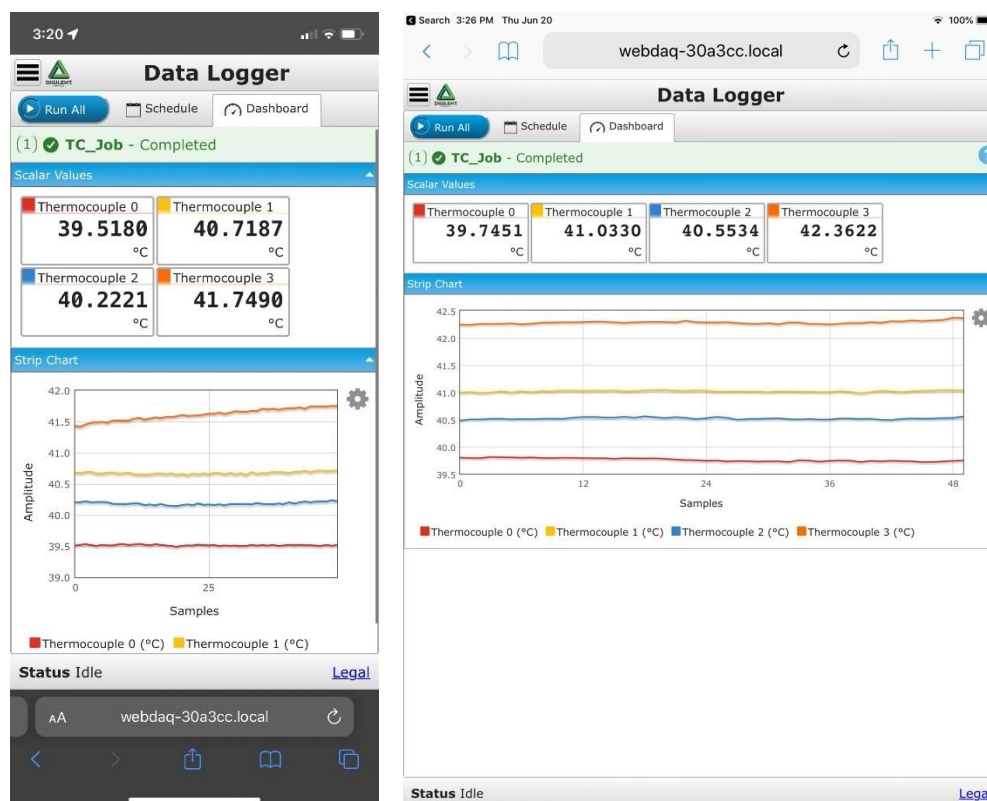 3:20
Data Logger
DIGILENT
Run All Schedule Dashboard
(1) TC_Job - Completed
Scalar Values
Thermocouple 0 Thermocouple 1
39.5180 40.7187
°C °C
Thermocouple 2 Thermocouple 3
40.2221 41.7490
°C °C
Strip Chart
42.0
41.5
41.0
40.5
40.0
39.5
39.0
Amplitude
0 25
Samples
Thermocouple 0 (°C) Thermocouple 1 (°C)
Status Idle Legal
AA webdaq-30a3cc.local
Search 3:26 PM Thu Jun 20 100%
webdaq-30a3cc.local
Data Logger
DIGILENT
Run All Schedule Dashboard
(1) TC_Job - Completed
Scalar Values
Thermocouple 0 Thermocouple 1 Thermocouple 2 Thermocouple 3
39.7451 41.0330 40.5534 42.3622
°C °C °C °C
Strip Chart
42.5
42.0
41.5
41.0
40.5
40.0
39.5
Amplitude
0 12 24 36 48
Samples
Thermocouple 0 (°C) Thermocouple 1 (°C) Thermocouple 2 (°C) Thermocouple 3 (°C)
Status Idle Lega